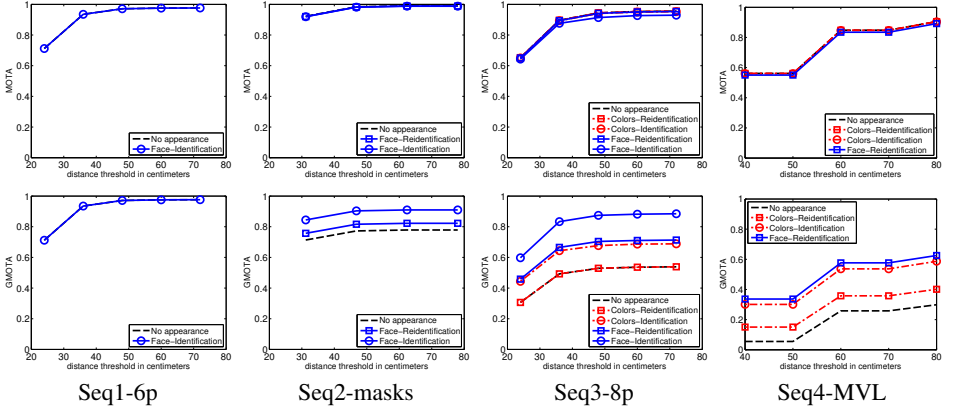 1
0.8
0.6
0.4
0.2
0
MOTA
20 30 40 50 60 70 80
distance threshold in centimeters
No appearance
Face−Identification
1
0.8
0.6
0.4
0.2
0
MOTA
20 30 40 50 60 70 80
distance threshold in centimeters
No appearance
Face−Reidentification
Face−Identification
1
0.8
0.6
0.4
0.2
0
MOTA
20 30 40 50 60 70 80
distance threshold in centimeters
No appearance
Colors−Reidentification
Colors−Identification
Face−Reidentification
Face−Identification
1
0.8
0.6
0.4
0.2
0
MOTA
40 50 60 70 80
distance threshold in centimeters
No appearance
Colors−Reidentification
Colors−Identification
Face−Reidentification
1
0.8
0.6
0.4
0.2
0
GMOTA
20 30 40 50 60 70 80
distance threshold in centimeters
No appearance
Face−Identification
1
0.8
0.6
0.4
0.2
0
GMOTA
20 30 40 50 60 70 80
distance threshold in centimeters
No appearance
Face−Reidentification
Face−Identification
1
0.8
0.6
0.4
0.2
0
GMOTA
20 30 40 50 60 70 80
distance threshold in centimeters
No appearance
Colors−Reidentification
Colors−Identification
Face−Reidentification
Face−Identification
1
0.8
0.6
0.4
0.2
0
GMOTA
40 50 60 70 80
distance threshold in centimeters
No appearance
Colors−Reidentification
Colors−Identification
Face−Reidentification
Seq1-6p
Seq2-masks
Seq3-8p
Seq4-MVL